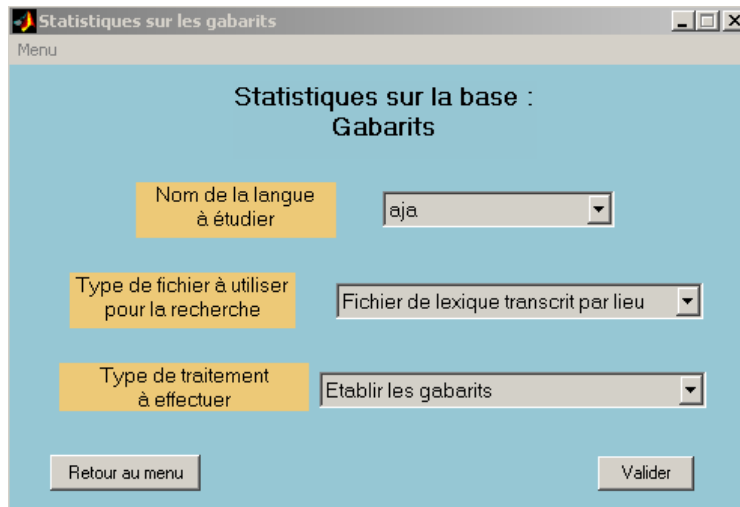 Statistiques sur les gabarits
Menu
Statistiques sur la base :
Gabarits
Nom de la langue
à étudier
aja
Type de fichier à utiliser
pour la recherche
Fichier de lexique transcrit par lieu
Type de traitement
à effectuer
Etablir les gabarits
Retour au menu
Valider